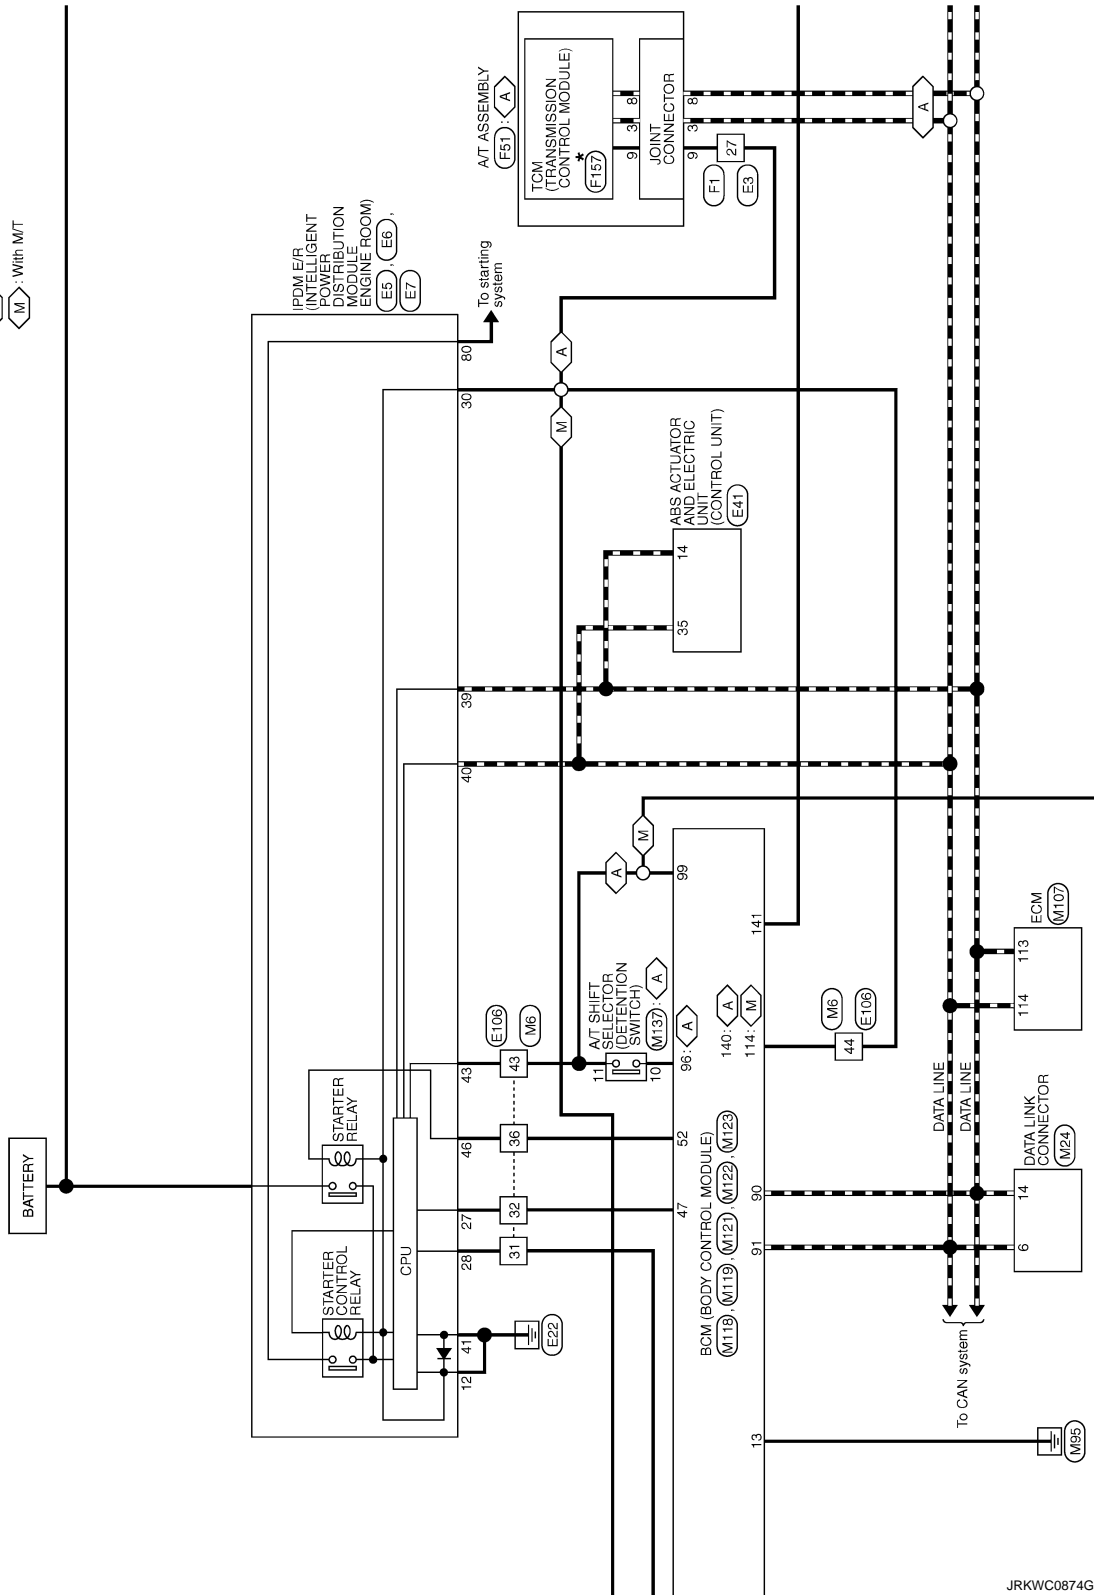 M : With M/T
BATTERY
IPDM E/R
(INTELLIGENT
POWER
DISTRIBUTION
MODULE
ENGINE ROOM)
E5 , E6 ,
E7
STARTER
CONTROL
RELAY
STARTER
RELAY
CPU
12
41
28
27
46
43
40
39
30
80
To starting
system
E22
31
32
36
43
E106
M6
A/T ASSEMBLY
F51 : A
TCM
(TRANSMISSION
CONTROL MODULE)
*
F157
9
3
8
JOINT
CONNECTOR
9
3
8
27
F1
E3
A
A
M
ABS ACTUATOR
AND ELECTRIC
UNIT
(CONTROL UNIT)
E41
35
14
A
M
A/T SHIFT
SELECTOR
(DETENTION
SWITCH)
M137 : A
11
10
96: A
99
47
52
BCM (BODY CONTROL MODULE)
M118 , M119 , M121 , M122 , M123
140: A
114: M
141
13
91
90
44
M6
E106
DATA LINE
DATA LINE
To CAN system
DATA LINK
CONNECTOR
M24
6
14
ECM
M107
114
113
M95
JRKWC0874G